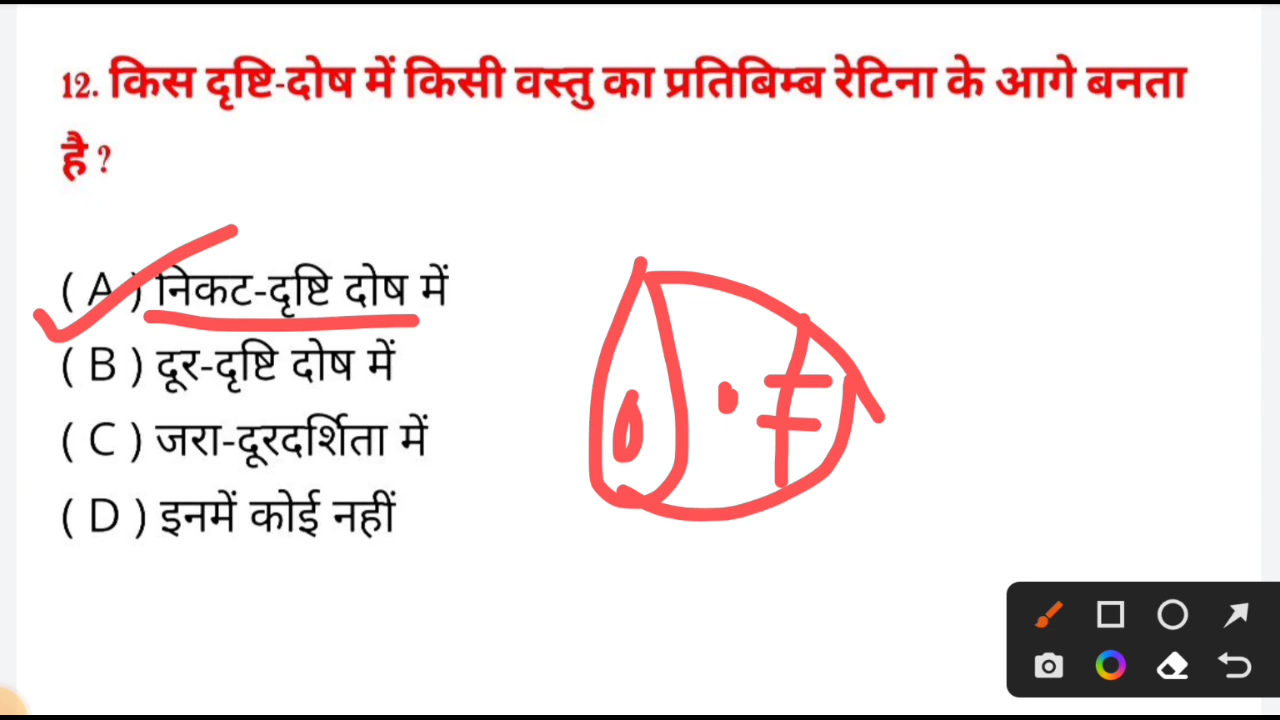 12. किस दृष्टि-दोष में किसी वस्तु का प्रतिबिम्ब रेटिना के आगे बनता
है ?
( A ) निकट-दृष्टि दोष में
( B ) दूर-दृष्टि दोष में
( C ) जरा-दूरदर्शिता में
( D ) इनमें कोई नहीं